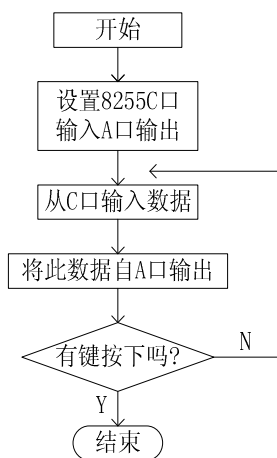 开始
设置8255C口
输入A口输出
从C口输入数据
将此数据自A口输出
有键按下吗?
N
Y
结束